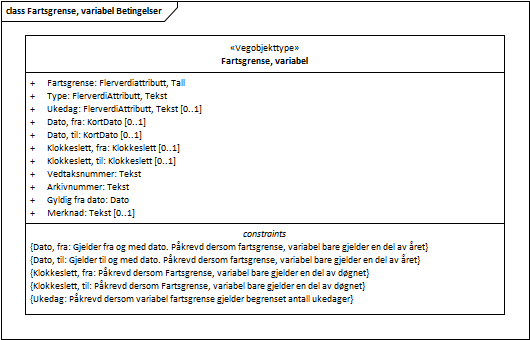 class Fartsgrense, variabel Betingelser
«Vegobjekttype»
Fartsgrense, variabel
+ Fartsgrense: Flerverdiattributt, Tall
+ Type: FlerverdiAttributt, Tekst
+ Ukedag: FlerverdiAttributt, Tekst [0..1]
+ Dato, fra: KortDato [0..1]
+ Dato, til: KortDato [0..1]
+ Klokkeslett, fra: Klokkeslett [0..1]
+ Klokkeslett, til: Klokkeslett [0..1]
+ Vedtaksnummer: Tekst
+ Arkivnummer: Tekst
+ Gyldig fra dato: Dato
+ Merknad: Tekst [0..1]
constraints
{Dato, fra: Gjelder fra og med dato. Påkrevd dersom fartsgrense, variabel bare gjelder en del av året}
{Dato, til: Gjelder til og med dato. Påkrevd dersom fartsgrense, variabel bare gjelder en del av året}
{Klokkeslett, fra: Påkrevd dersom Fartsgrense, variabel bare gjelder en del av døgnet}
{Klokkeslett, til: Påkrevd dersom Fartsgrense, variabel bare gjelder en del av døgnet}
{Ukedag: Påkrevd dersom variabel fartsgrense gjelder begrenset antall ukedager}